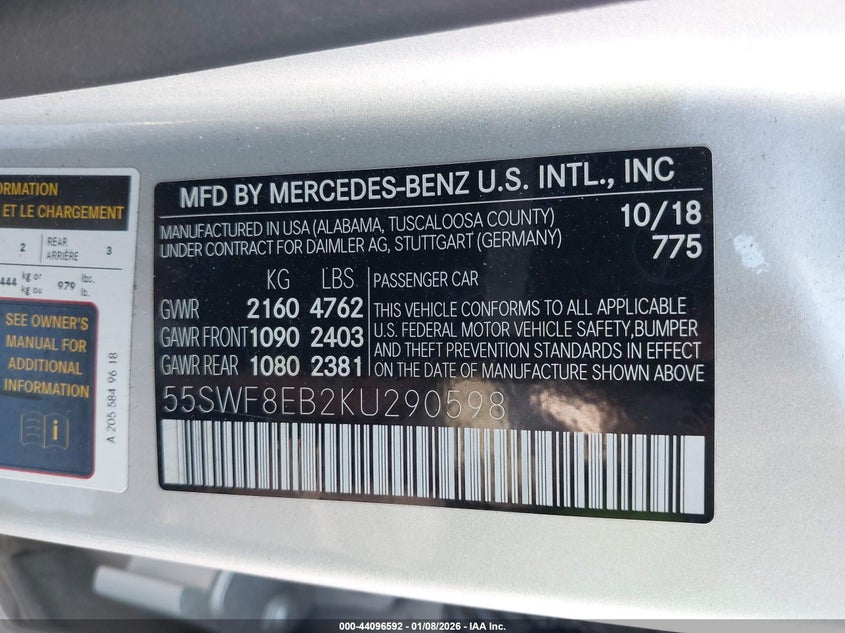 ORMATION
ET LE CHARGEMENT
2 REAR ARRIÈRE 3
444 kg or kg ou 979 lbs. lb.
SEE OWNER'S
MANUAL FOR
ADDITIONAL
INFORMATION
i
A 205 584 96 18
MFD BY MERCEDES-BENZ U.S. INTL., INC
MANUFACTURED IN USA (ALABAMA, TUSCALOOSA COUNTY)
UNDER CONTRACT FOR DAIMLER AG, STUTTGART (GERMANY)
10/18
775
KG LBS
GVWR 2160 4762
GAWR FRONT 1090 2403
GAWR REAR 1080 2381
PASSENGER CAR
THIS VEHICLE CONFORMS TO ALL APPLICABLE
U.S. FEDERAL MOTOR VEHICLE SAFETY,BUMPER
AND THEFT PREVENTION STANDARDS IN EFFECT
ON THE DATE OF MANUFACTURE SHOWN ABOVE
55SWF8EB2KU290598
000-44096592 - 01/08/2026 - IAA Inc.